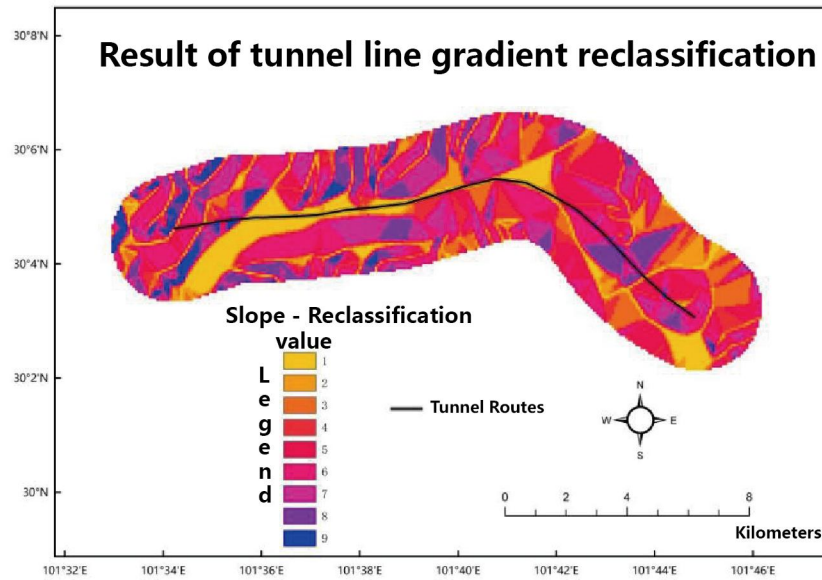 Result of tunnel line gradient reclassification
30°8'N
30°6'N
30°4'N
30°2'N
30°N
Slope - Reclassification
value
Legend
1
2
3
4
5
6
7
8
9
Tunnel Routes
N
W E
S
0 2 4 8
Kilometers
101°32'E 101°34'E 101°36'E 101°38'E 101°40'E 101°42'E 101°44'E 101°46'E